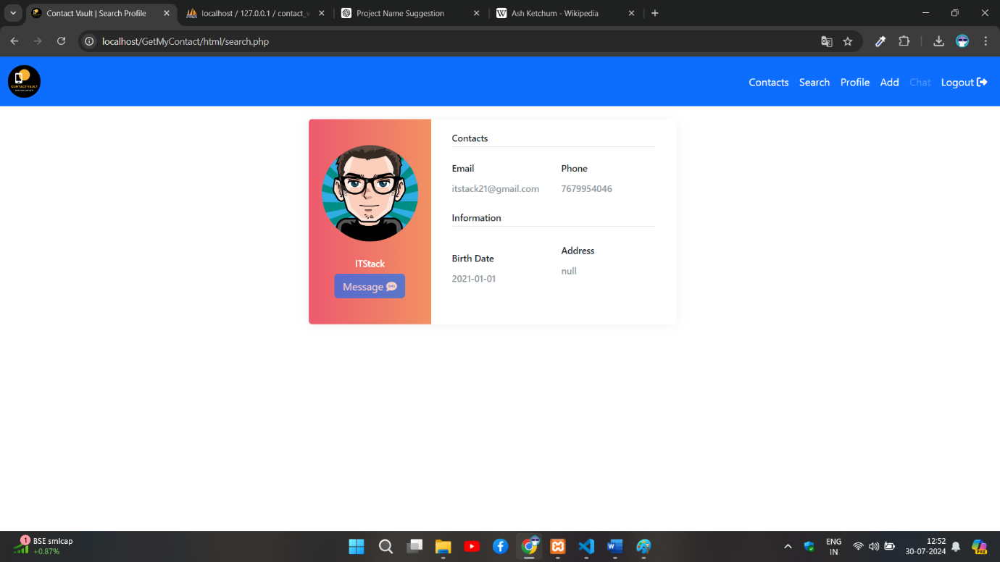 Contact Vault | Search Profile
localhost / 127.0.0.1 / contact_v
Project Name Suggestion
Ash Ketchum - Wikipedia
localhost/GetMyContact/html/search.php
CONTACT VAULT
Contacts Search Profile Add Chat Logout
Contacts
Email Phone
itstack21@gmail.com 7679954046
Information
Birth Date Address
2021-01-01 null
ITStack
Message
1
BSE smlcap
+0.87%
ENG
IN
12:52
30-07-2024
PRE